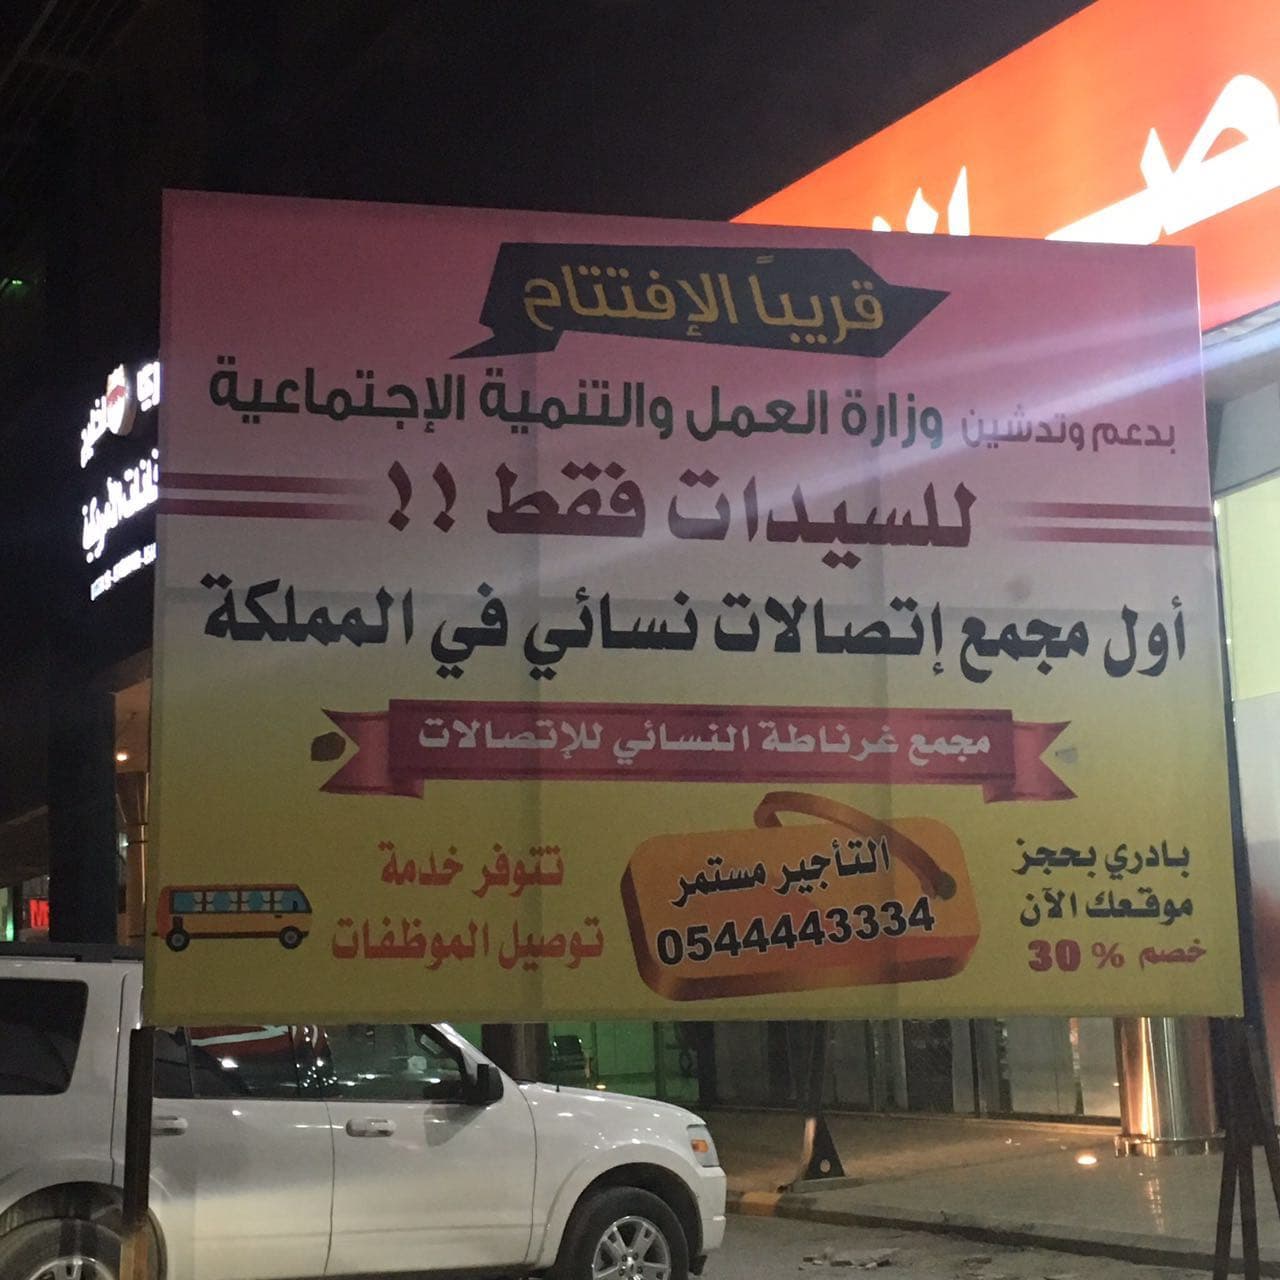 قريباً الإفتتاح
بدعم وتدشين وزارة العمل والتنمية الإجتماعية
للسيدات فقط !!
أول مجمع إتصالات نسائي في المملكة
مجمع غرناطة النسائي للإتصالات
بادري بحجز
موقعك الآن
خصم % 30
التأجير مستمر
0544443334
تتوفر خدمة
توصيل الموظفات